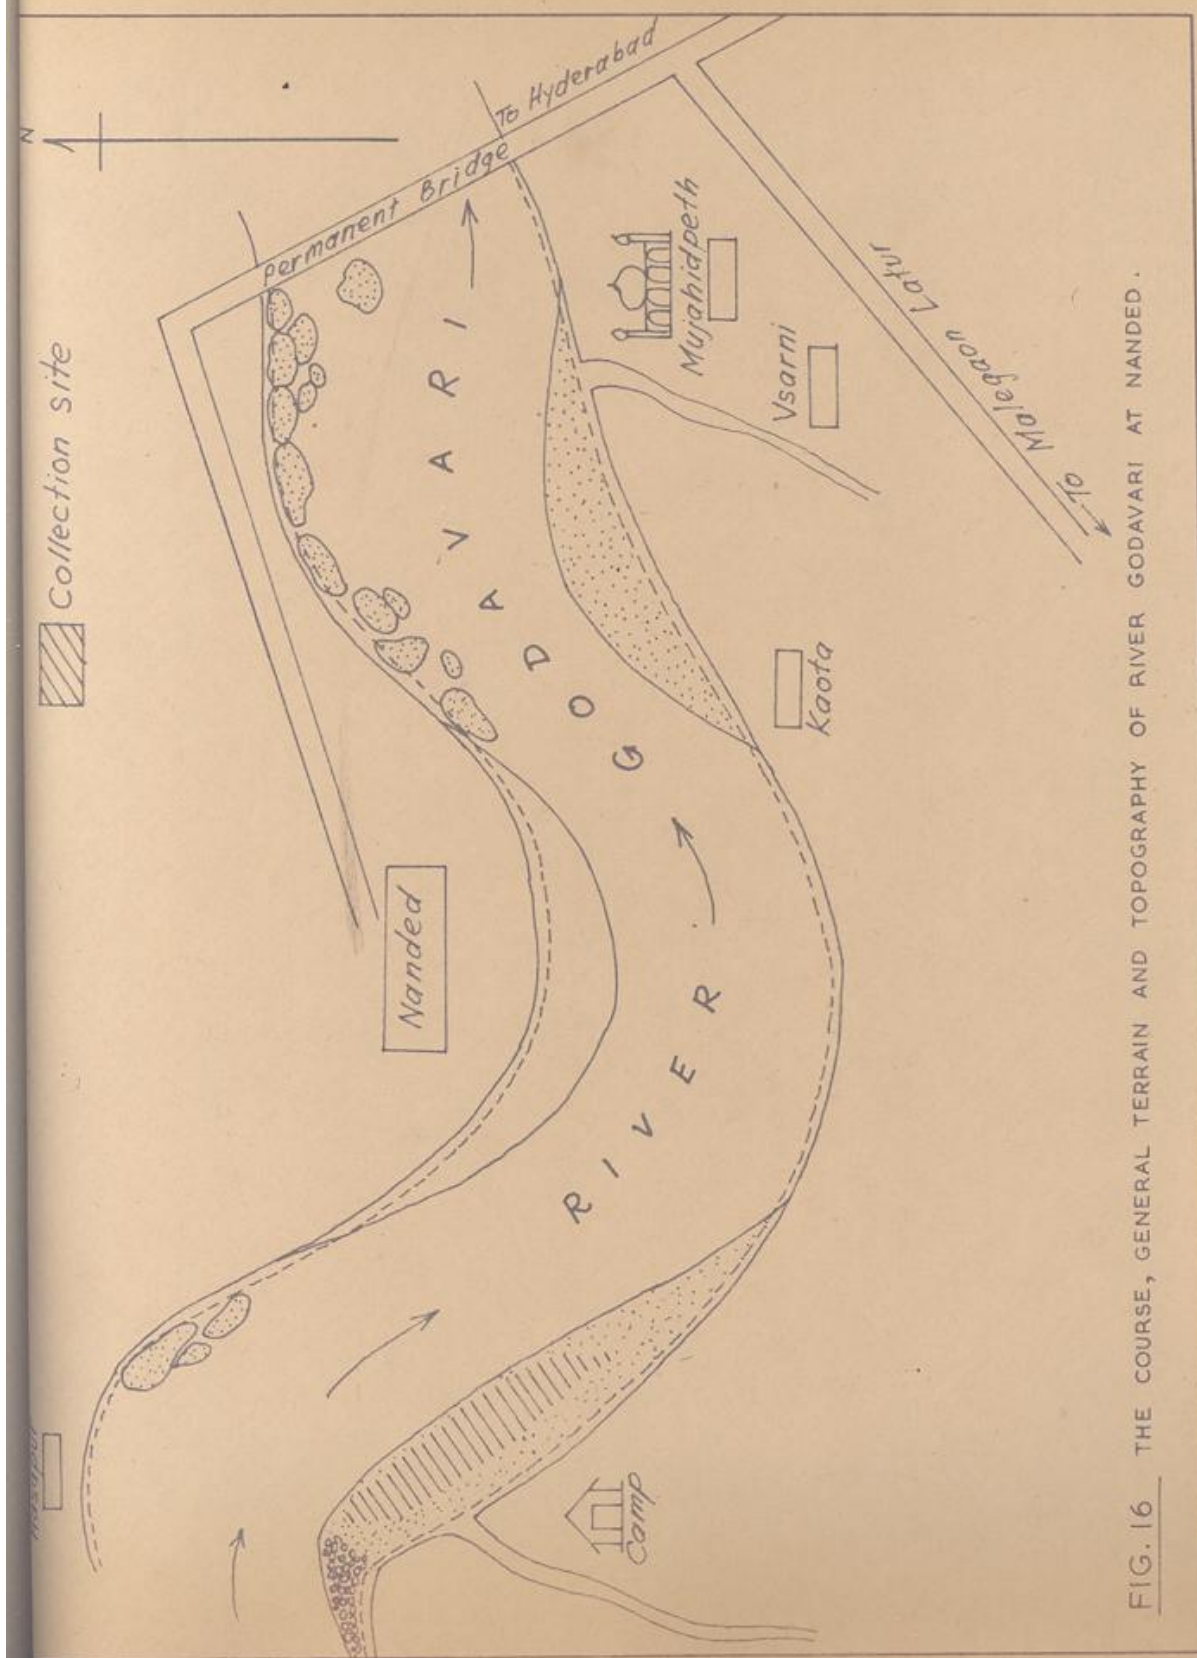 N
Collection site
To Hyderabad
Permanent Bridge
Nanded
RIVER GODAVARI
Mujahidpeth
Vsarni
Kaota
Camp
To Malegaon Latur
FIG. 16 THE COURSE, GENERAL TERRAIN AND TOPOGRAPHY OF RIVER GODAVARI AT NANDED.